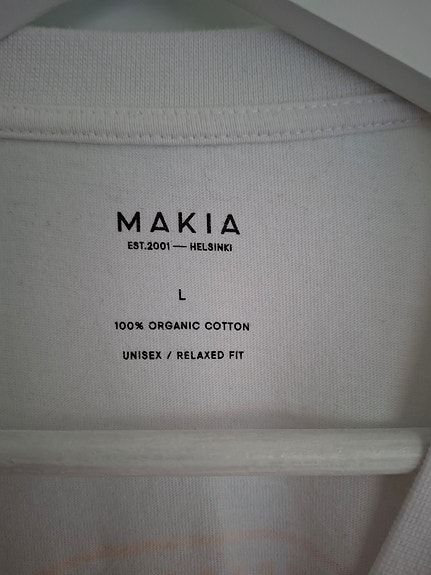 MAKIA
EST.2001 — HELSINKI
L
100% ORGANIC COTTON
UNISEX / RELAXED FIT